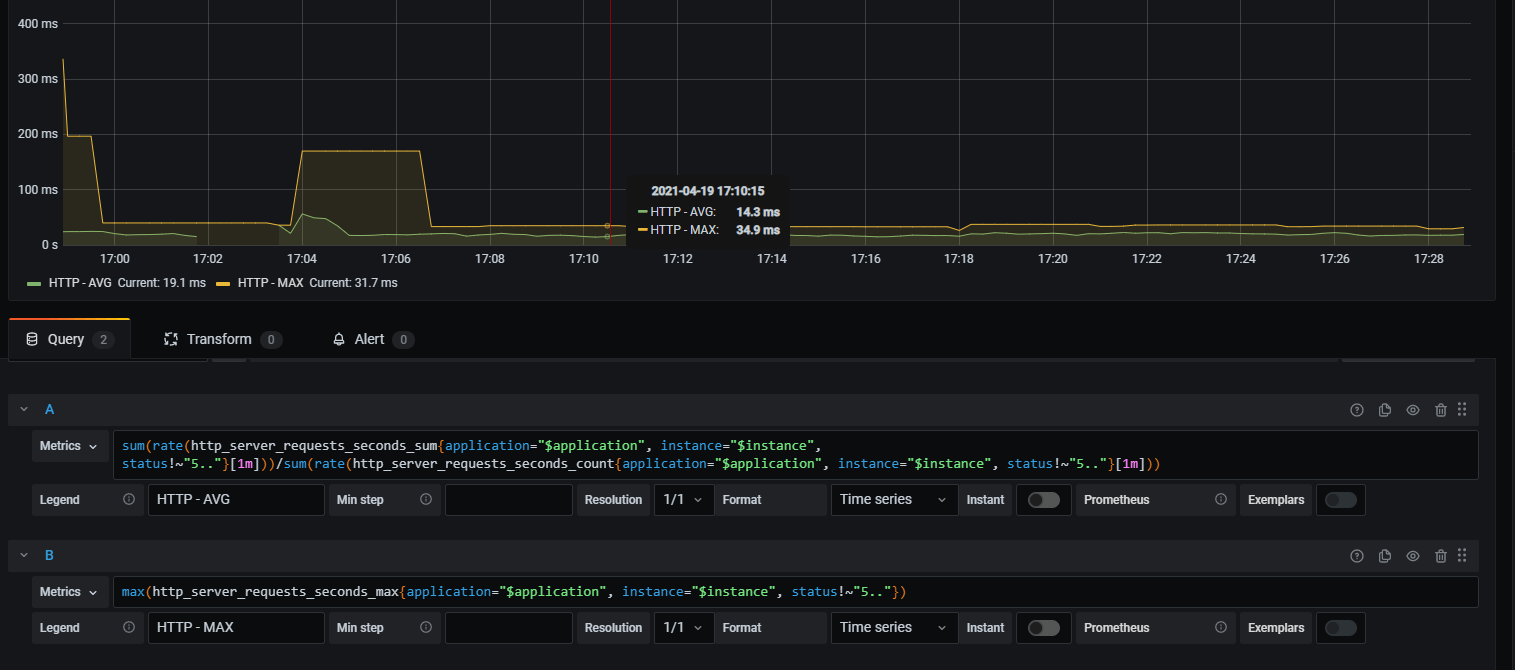 400 ms
300 ms
200 ms
100 ms
0 s
2021-04-19 17:10:15
HTTP - AVG: 14.3 ms
HTTP - MAX: 34.9 ms
17:00 17:02 17:04 17:06 17:08 17:10 17:12 17:14 17:16 17:18 17:20 17:22 17:24 17:26 17:28
HTTP - AVG Current: 19.1 ms HTTP - MAX Current: 31.7 ms
Query 2 Transform 0 Alert 0
A
Metrics sum(rate(http_server_requests_seconds_sum{application="$application", instance="$instance",
status!~"5.."}[1m]))/sum(rate(http_server_requests_seconds_count{application="$application", instance="$instance", status!~"5.."}[1m]))
Legend HTTP - AVG Min step Resolution 1/1 Format Time series Instant Prometheus Exemplars
B
Metrics max(http_server_requests_seconds_max{application="$application", instance="$instance", status!~"5.."})
Legend HTTP - MAX Min step Resolution 1/1 Format Time series Instant Prometheus Exemplars